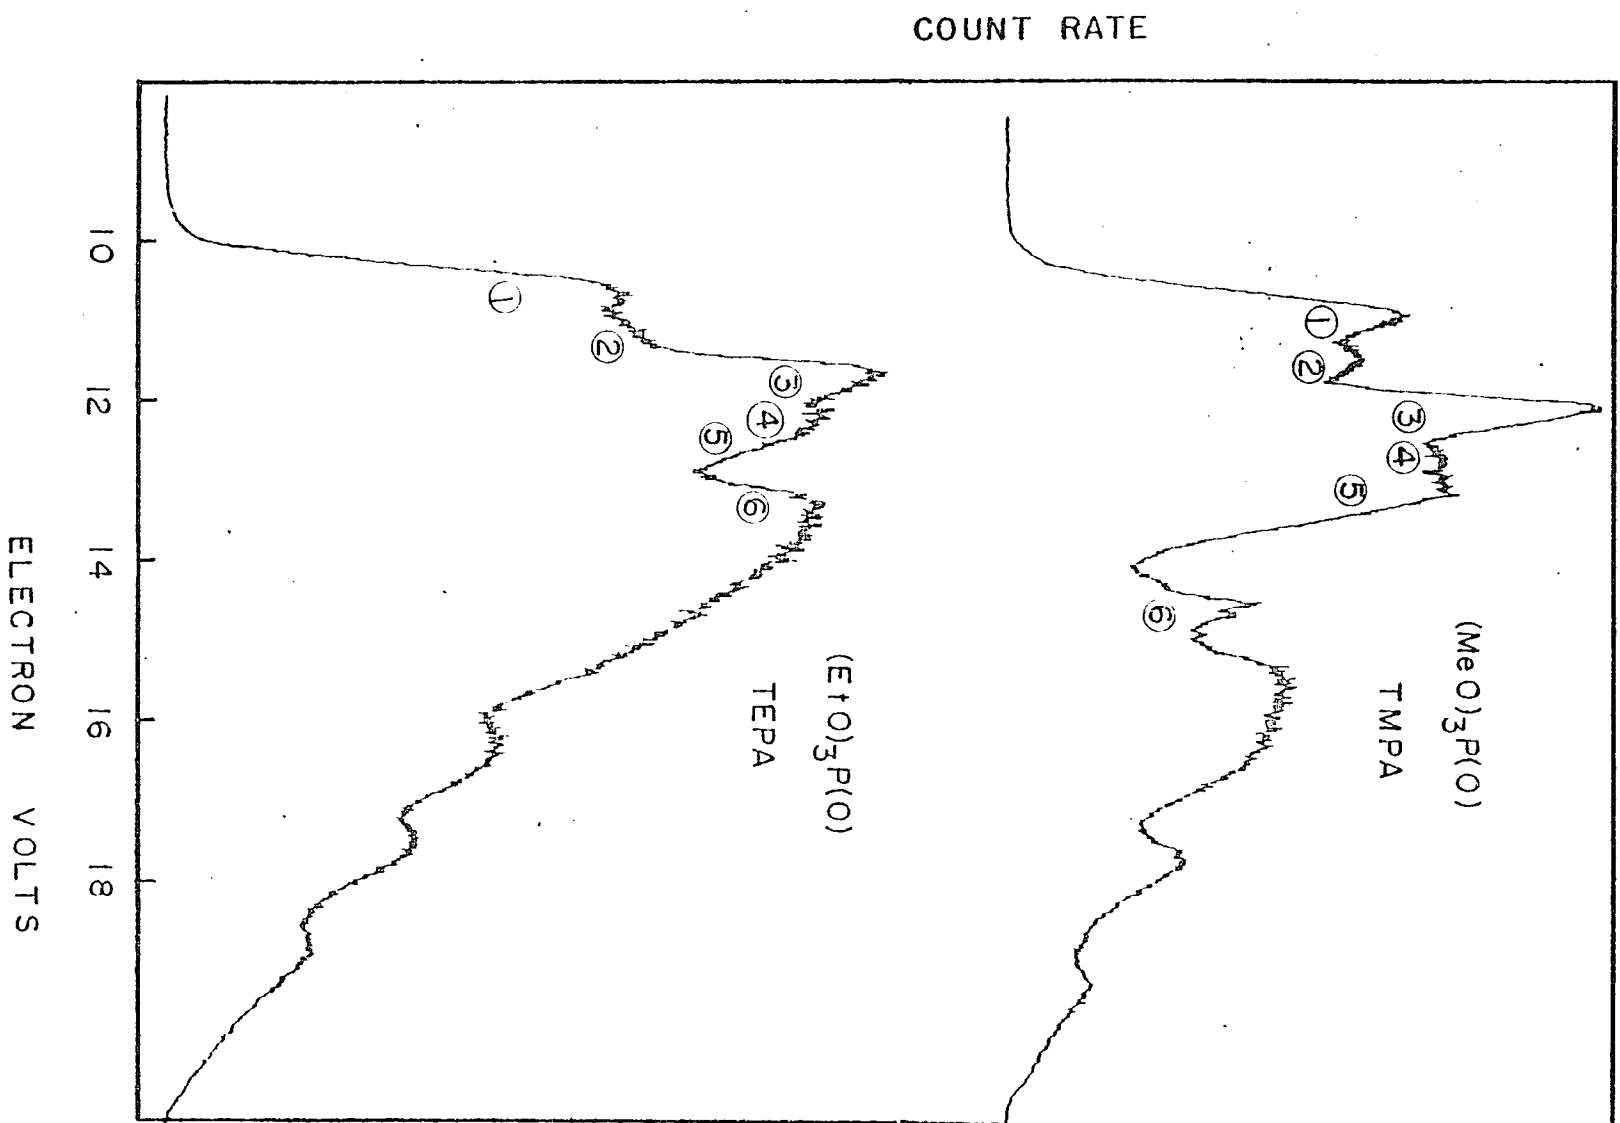 COUNT RATE
(MeO)3P(O)
TMPA
① ② ③ ④ ⑤ ⑥
(EtO)3P(O)
TEPA
① ② ③ ④ ⑤ ⑥
10 12 14 16 18
ELECTRON VOLTS